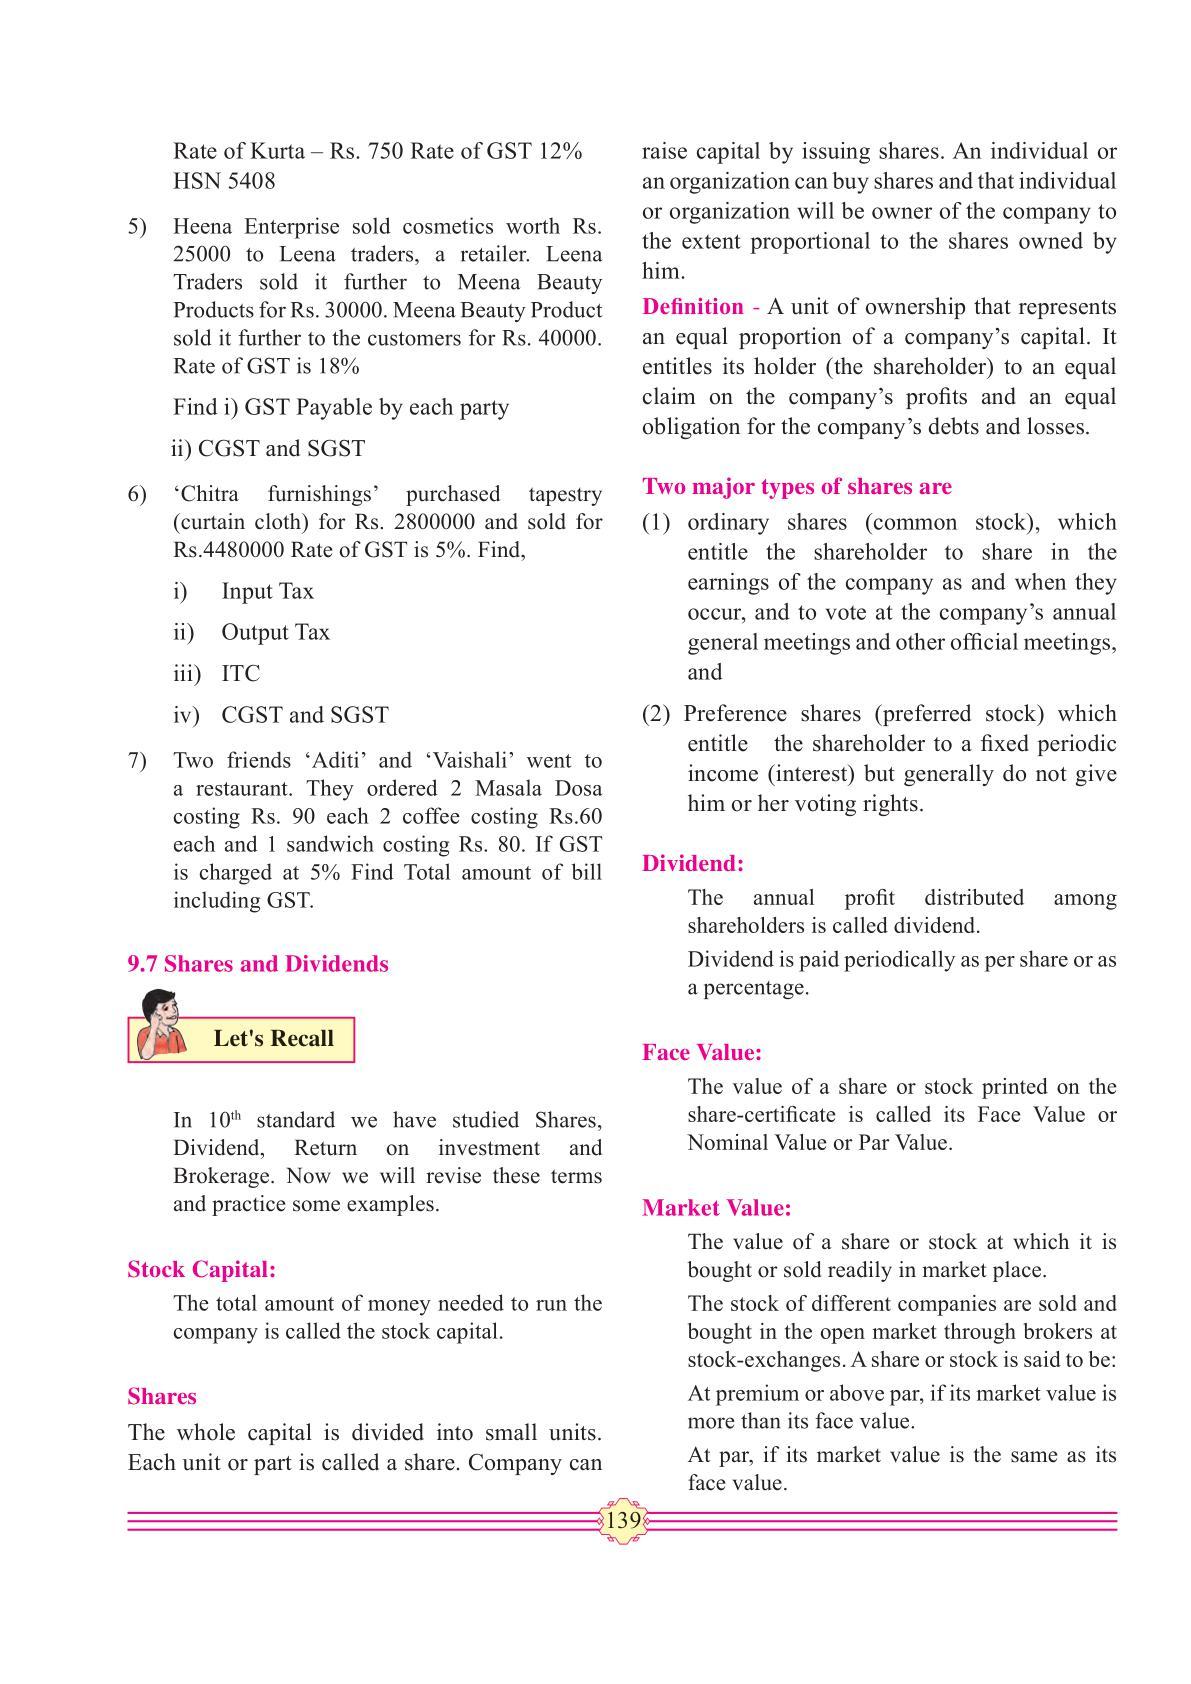 Rate of Kurta – Rs. 750 Rate of GST 12%
HSN 5408
5) Heena Enterprise sold cosmetics worth Rs.
25000 to Leena traders, a retailer. Leena
Traders sold it further to Meena Beauty
Products for Rs. 30000. Meena Beauty Product
sold it further to the customers for Rs. 40000.
Rate of GST is 18%
Find i) GST Payable by each party
ii) CGST and SGST
6) ‘Chitra furnishings’ purchased tapestry
(curtain cloth) for Rs. 2800000 and sold for
Rs.4480000 Rate of GST is 5%. Find,
i) Input Tax
ii) Output Tax
iii) ITC
iv) CGST and SGST
7) Two friends ‘Aditi’ and ‘Vaishali’ went to
a restaurant. They ordered 2 Masala Dosa
costing Rs. 90 each 2 coffee costing Rs.60
each and 1 sandwich costing Rs. 80. If GST
is charged at 5% Find Total amount of bill
including GST.
9.7 Shares and Dividends
Let's Recall
In 10th standard we have studied Shares,
Dividend, Return on investment and
Brokerage. Now we will revise these terms
and practice some examples.
Stock Capital:
The total amount of money needed to run the
company is called the stock capital.
Shares
The whole capital is divided into small units.
Each unit or part is called a share. Company can
raise capital by issuing shares. An individual or
an organization can buy shares and that individual
or organization will be owner of the company to
the extent proportional to the shares owned by
him.
Definition - A unit of ownership that represents
an equal proportion of a company’s capital. It
entitles its holder (the shareholder) to an equal
claim on the company’s profits and an equal
obligation for the company’s debts and losses.
Two major types of shares are
(1) ordinary shares (common stock), which
entitle the shareholder to share in the
earnings of the company as and when they
occur, and to vote at the company’s annual
general meetings and other official meetings,
and
(2) Preference shares (preferred stock) which
entitle the shareholder to a fixed periodic
income (interest) but generally do not give
him or her voting rights.
Dividend:
The annual profit distributed among
shareholders is called dividend.
Dividend is paid periodically as per share or as
a percentage.
Face Value:
The value of a share or stock printed on the
share-certificate is called its Face Value or
Nominal Value or Par Value.
Market Value:
The value of a share or stock at which it is
bought or sold readily in market place.
The stock of different companies are sold and
bought in the open market through brokers at
stock-exchanges. A share or stock is said to be:
At premium or above par, if its market value is
more than its face value.
At par, if its market value is the same as its
face value.
139